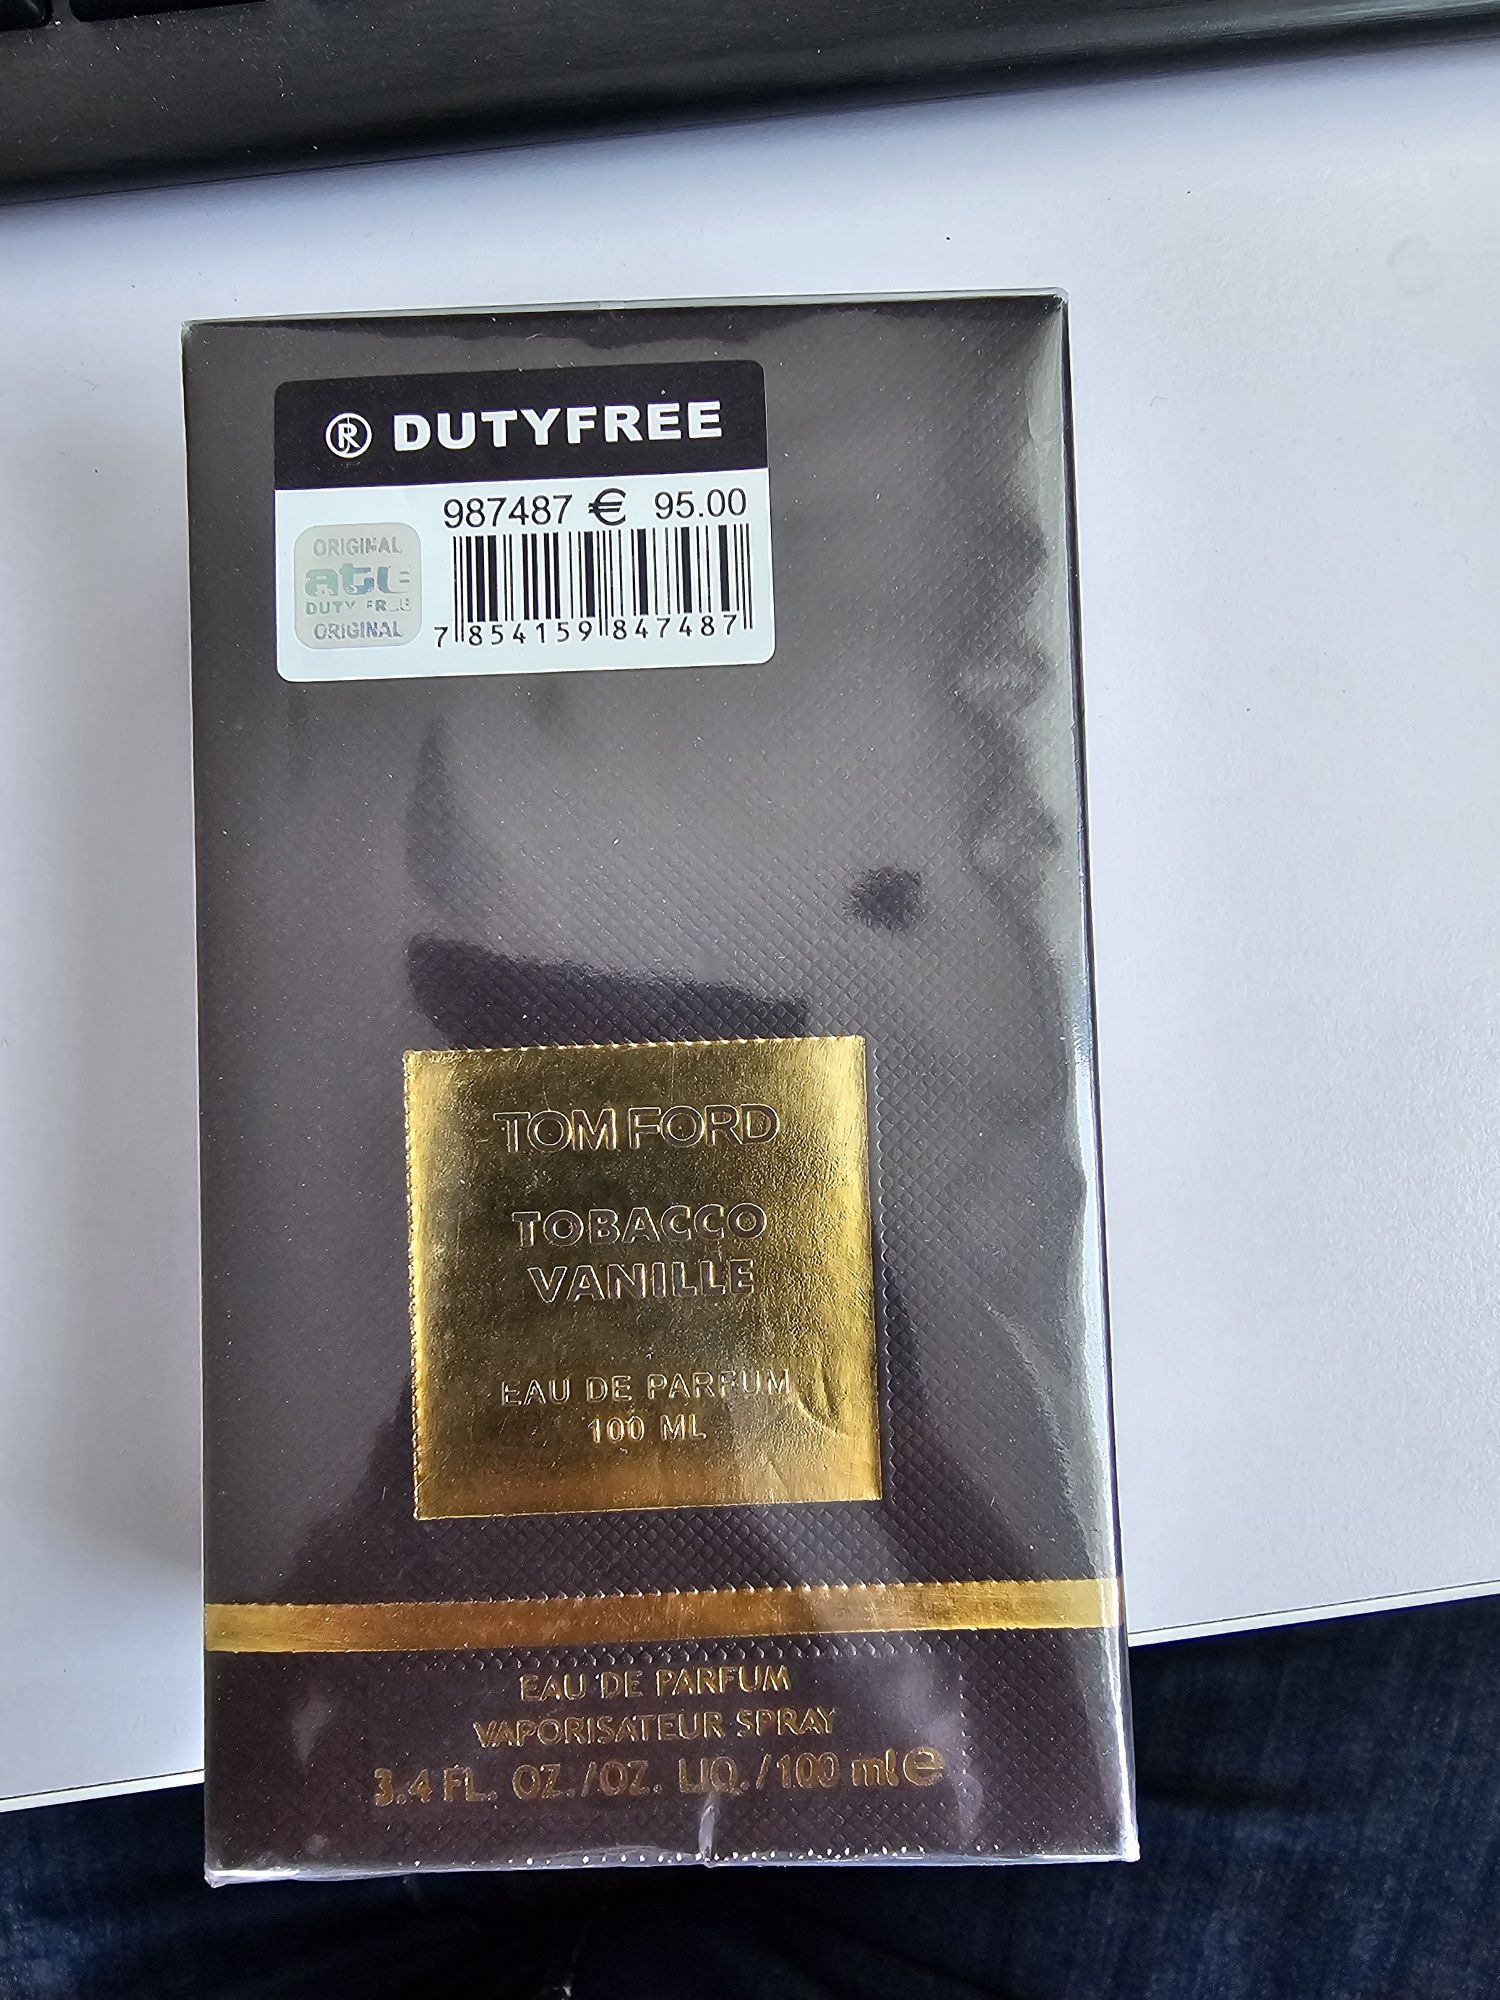 ® DUTYFREE
987487 € 95.00
ORIGINAL
atü
DUTY FREE
ORIGINAL
7 854159 847487
TOM FORD
TOBACCO
VANILLE
EAU DE PARFUM
100 ML
EAU DE PARFUM
VAPORISATEUR SPRAY
3.4 FL. OZ./OZ. LIQ./100 ml e